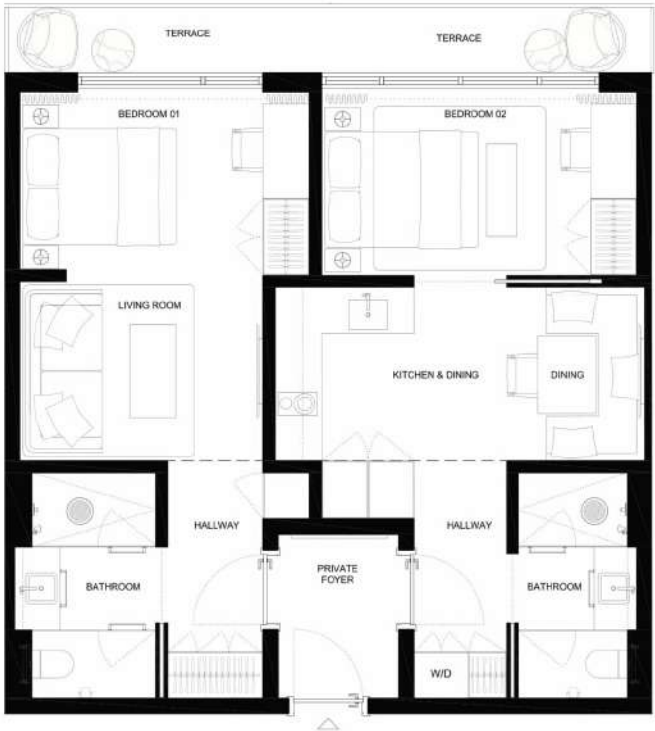 TERRACE
TERRACE
BEDROOM 01
BEDROOM 02
LIVING ROOM
KITCHEN & DINING
DINING
HALLWAY
HALLWAY
PRIVATE
FOYER
BATHROOM
BATHROOM
W/D